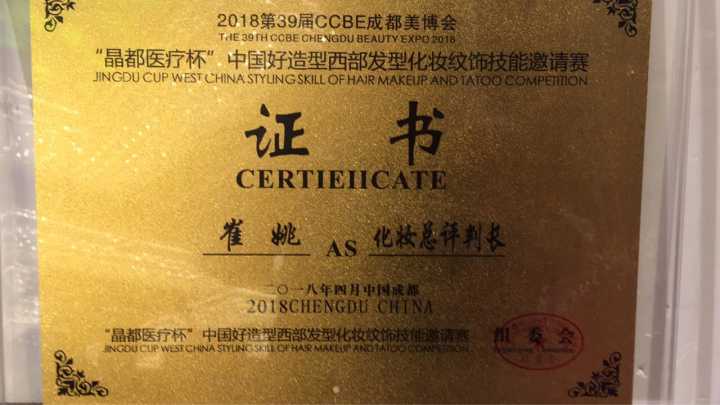 2018第39届CCBE成都美博会
THE 39TH CCBE CHENGDU BEAUTY EXPO 2018
“晶都医疗杯”中国好造型西部发型化妆纹饰技能邀请赛
JINGDU CUP WEST CHINA STYLING SKILL OF HAIR MAKEUP AND TATOO COMPETITION
证书
CERTIEIICATE
崔姚 AS 化妆总评判长
二〇一八年四月中国成都
2018CHENGDU CHINA
“晶都医疗杯”中国好造型西部发型化妆纹饰技能邀请赛
JINGDU CUP WEST CHINA STYLING SKILL OF HAIR MAKEUP AND TATOO COMPETITION
组委会